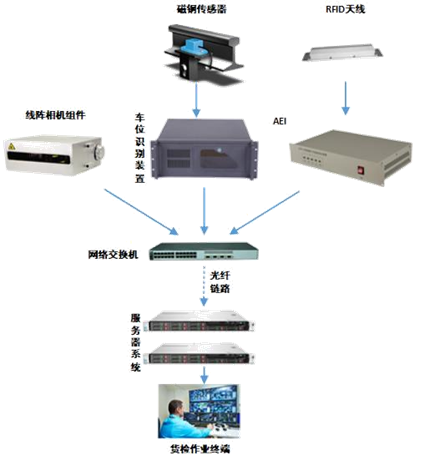 磁钢传感器
RFID天线
线阵相机组件
车位识别装置
AEI
网络交换机
光纤
链路
服务器系统
货检作业终端